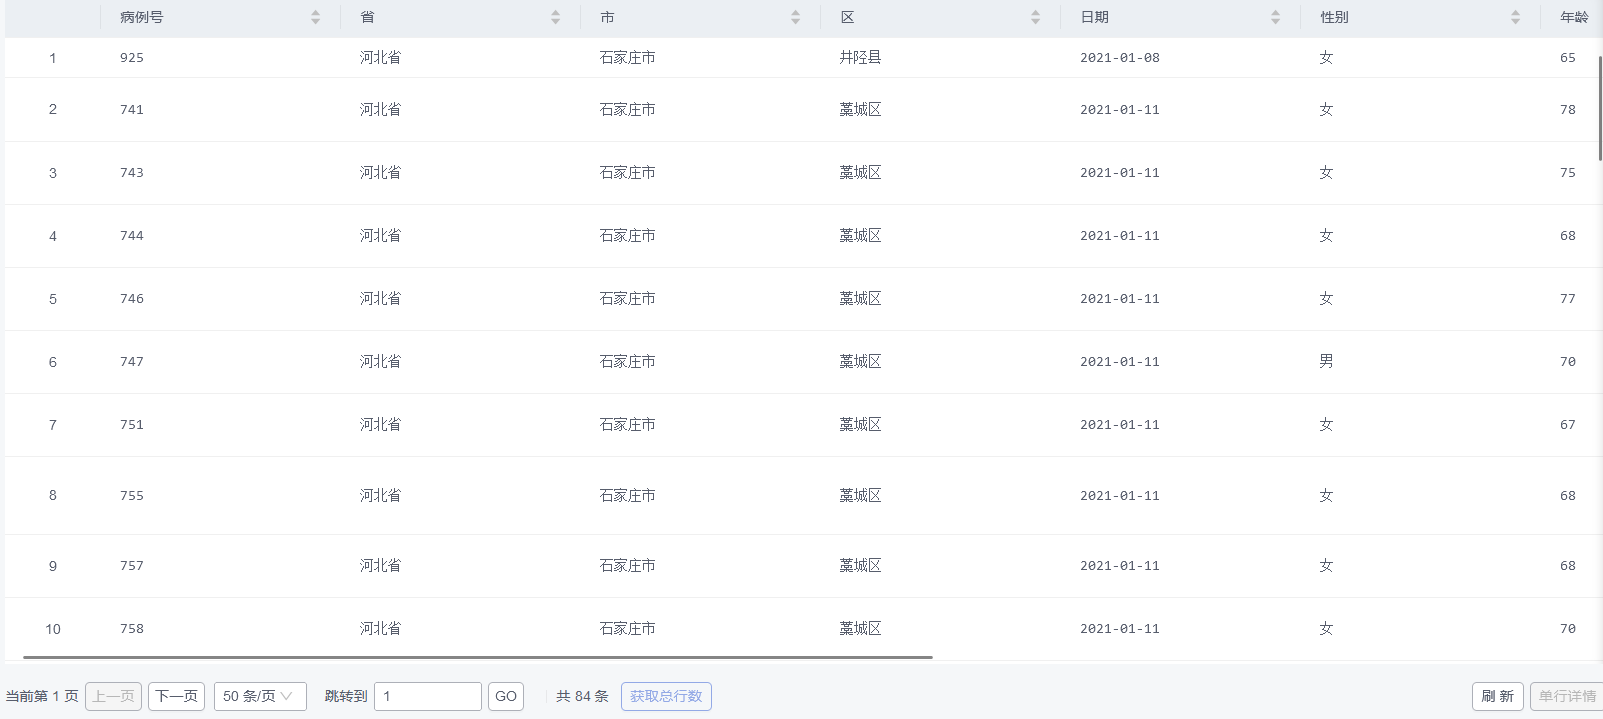 病例号 省 市 区 日期 性别 年龄
1 925 河北省 石家庄市 井陉县 2021-01-08 女 65
2 741 河北省 石家庄市 藁城区 2021-01-11 女 78
3 743 河北省 石家庄市 藁城区 2021-01-11 女 75
4 744 河北省 石家庄市 藁城区 2021-01-11 女 68
5 746 河北省 石家庄市 藁城区 2021-01-11 女 77
6 747 河北省 石家庄市 藁城区 2021-01-11 男 70
7 751 河北省 石家庄市 藁城区 2021-01-11 女 67
8 755 河北省 石家庄市 藁城区 2021-01-11 女 68
9 757 河北省 石家庄市 藁城区 2021-01-11 女 68
10 758 河北省 石家庄市 藁城区 2021-01-11 女 70
当前第 1 页 上一页 下一页 50 条/页 跳转到 1 GO 共 84 条 获取总行数 刷 新 单行详情